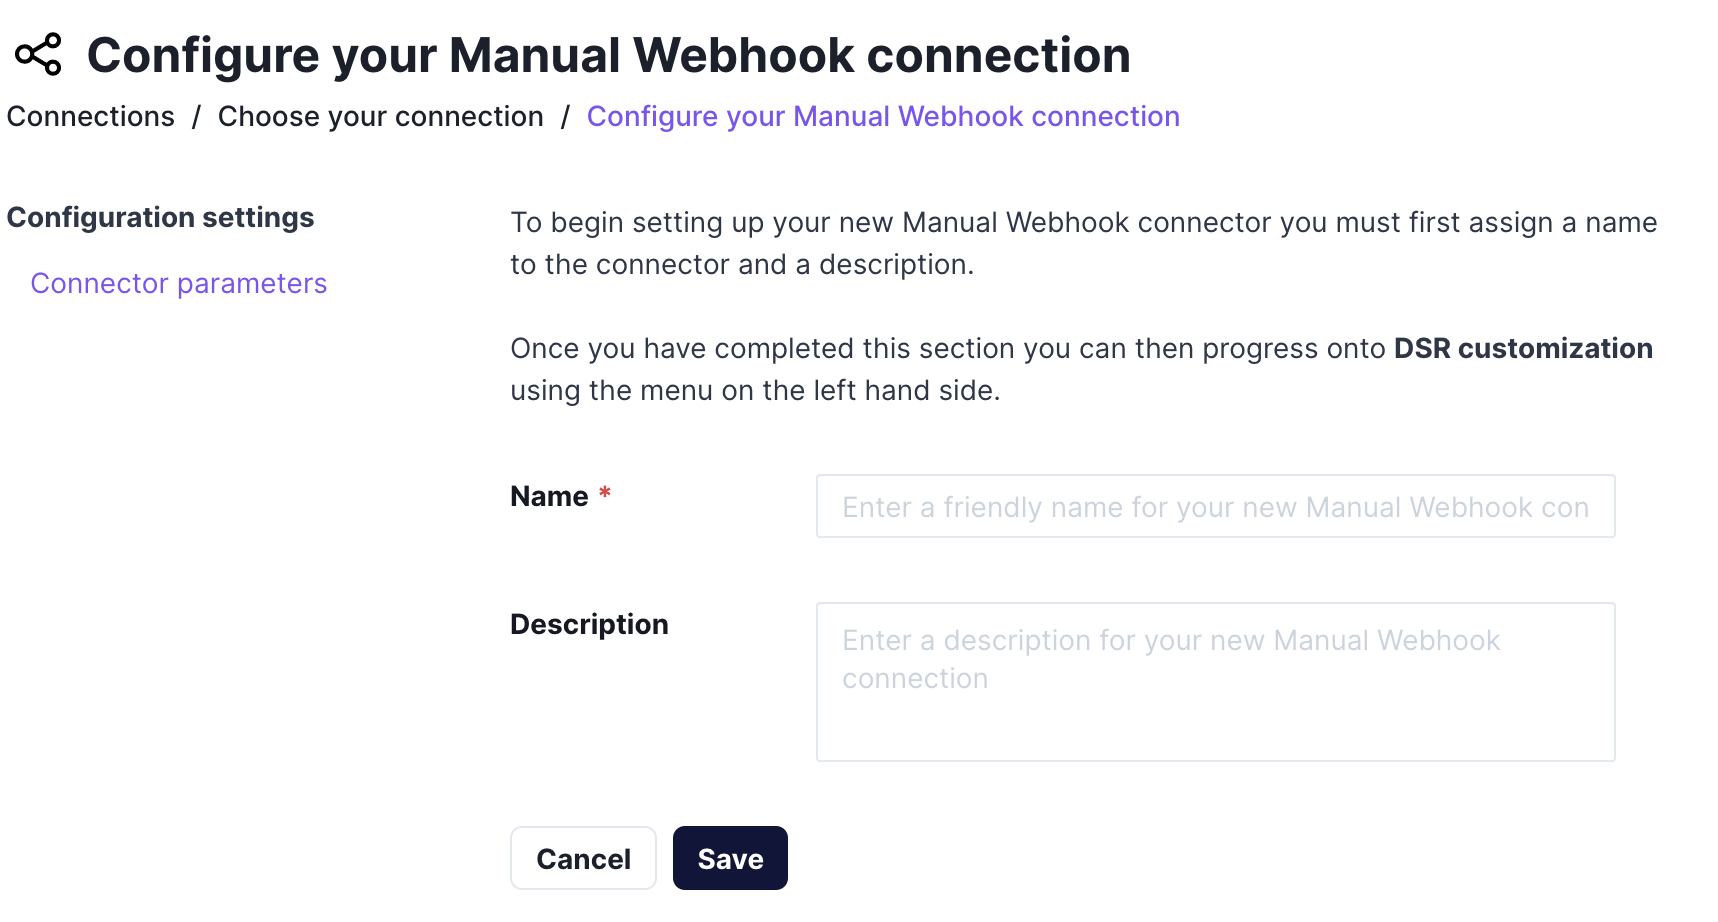 Configure your Manual Webhook connection
Connections / Choose your connection / Configure your Manual Webhook connection
Configuration settings
Connector parameters
To begin setting up your new Manual Webhook connector you must first assign a name
to the connector and a description.
Once you have completed this section you can then progress onto DSR customization
using the menu on the left hand side.
Name *
Enter a friendly name for your new Manual Webhook con
Description
Enter a description for your new Manual Webhook
connection
Cancel Save